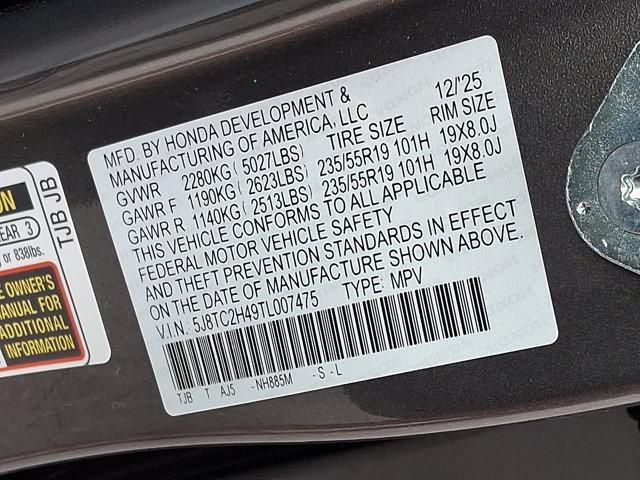 MFD. BY HONDA DEVELOPMENT & 12/'25
MANUFACTURING OF AMERICA, LLC
GVWR 2280KG ( 5027LBS) TIRE SIZE RIM SIZE
GAWR F 1190KG ( 2623LBS) 235/55R19 101H 19X8.0J
GAWR R 1140KG ( 2513LBS) 235/55R19 101H 19X8.0J
THIS VEHICLE CONFORMS TO ALL APPLICABLE
FEDERAL MOTOR VEHICLE SAFETY
AND THEFT PREVENTION STANDARDS IN EFFECT
ON THE DATE OF MANUFACTURE SHOWN ABOVE.
V.I.N.: 5J8TC2H49TL007475 TYPE: MPV
TJB T AJ5 - NH885M - S - L
TJB JB
3
or 838lbs.
OWNER'S
MANUAL FOR
ADDITIONAL
INFORMATION